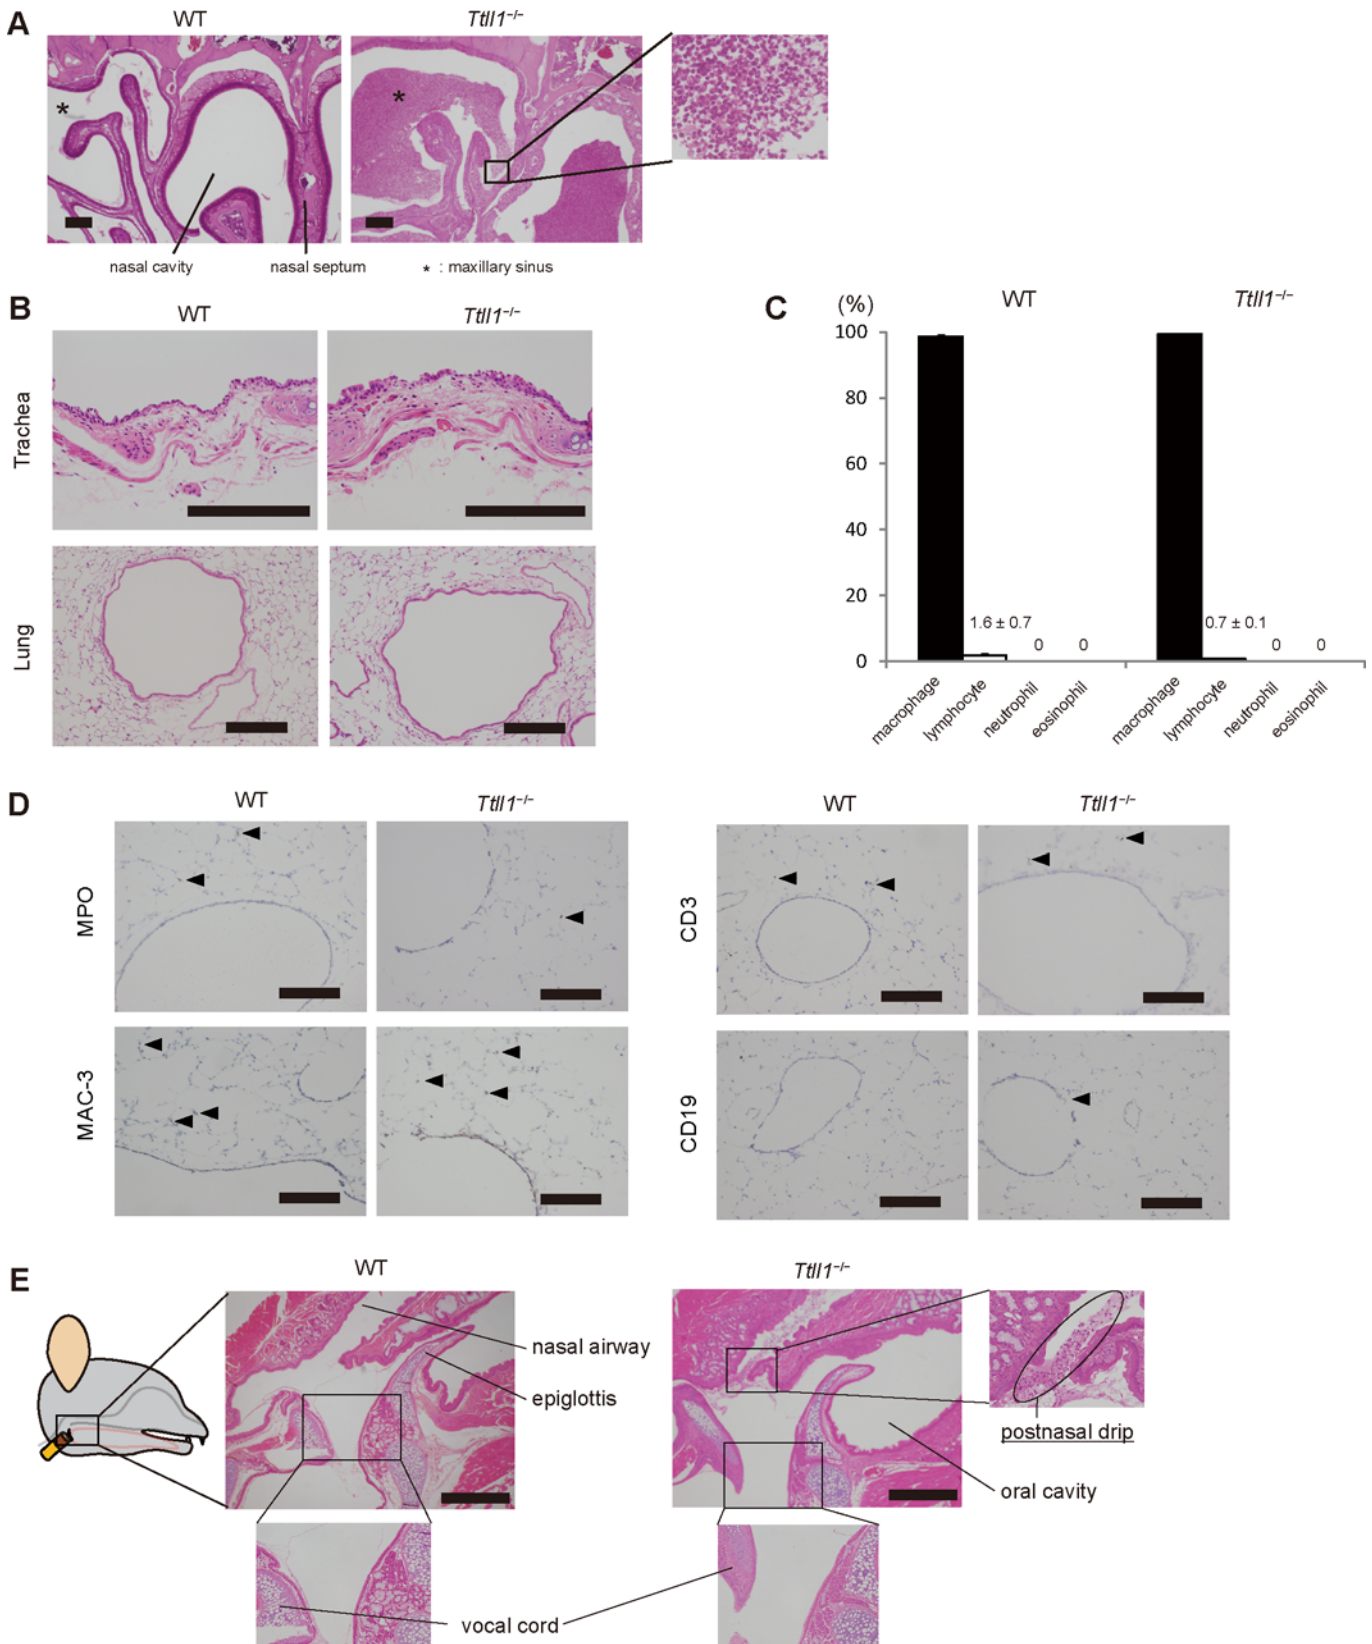 A
WT
Ttll1⁻/⁻
*
*
nasal cavity
nasal septum
* : maxillary sinus
B
WT
Ttll1⁻/⁻
Trachea
Lung
C
(%)
WT
Ttll1⁻/⁻
100
80
60
40
20
0
1.6 ± 0.7
0
0
0.7 ± 0.1
0
0
macrophage
lymphocyte
neutrophil
eosinophil
macrophage
lymphocyte
neutrophil
eosinophil
D
WT
Ttll1⁻/⁻
WT
Ttll1⁻/⁻
MPO
CD3
MAC-3
CD19
E
WT
Ttll1⁻/⁻
nasal airway
epiglottis
postnasal drip
oral cavity
vocal cord